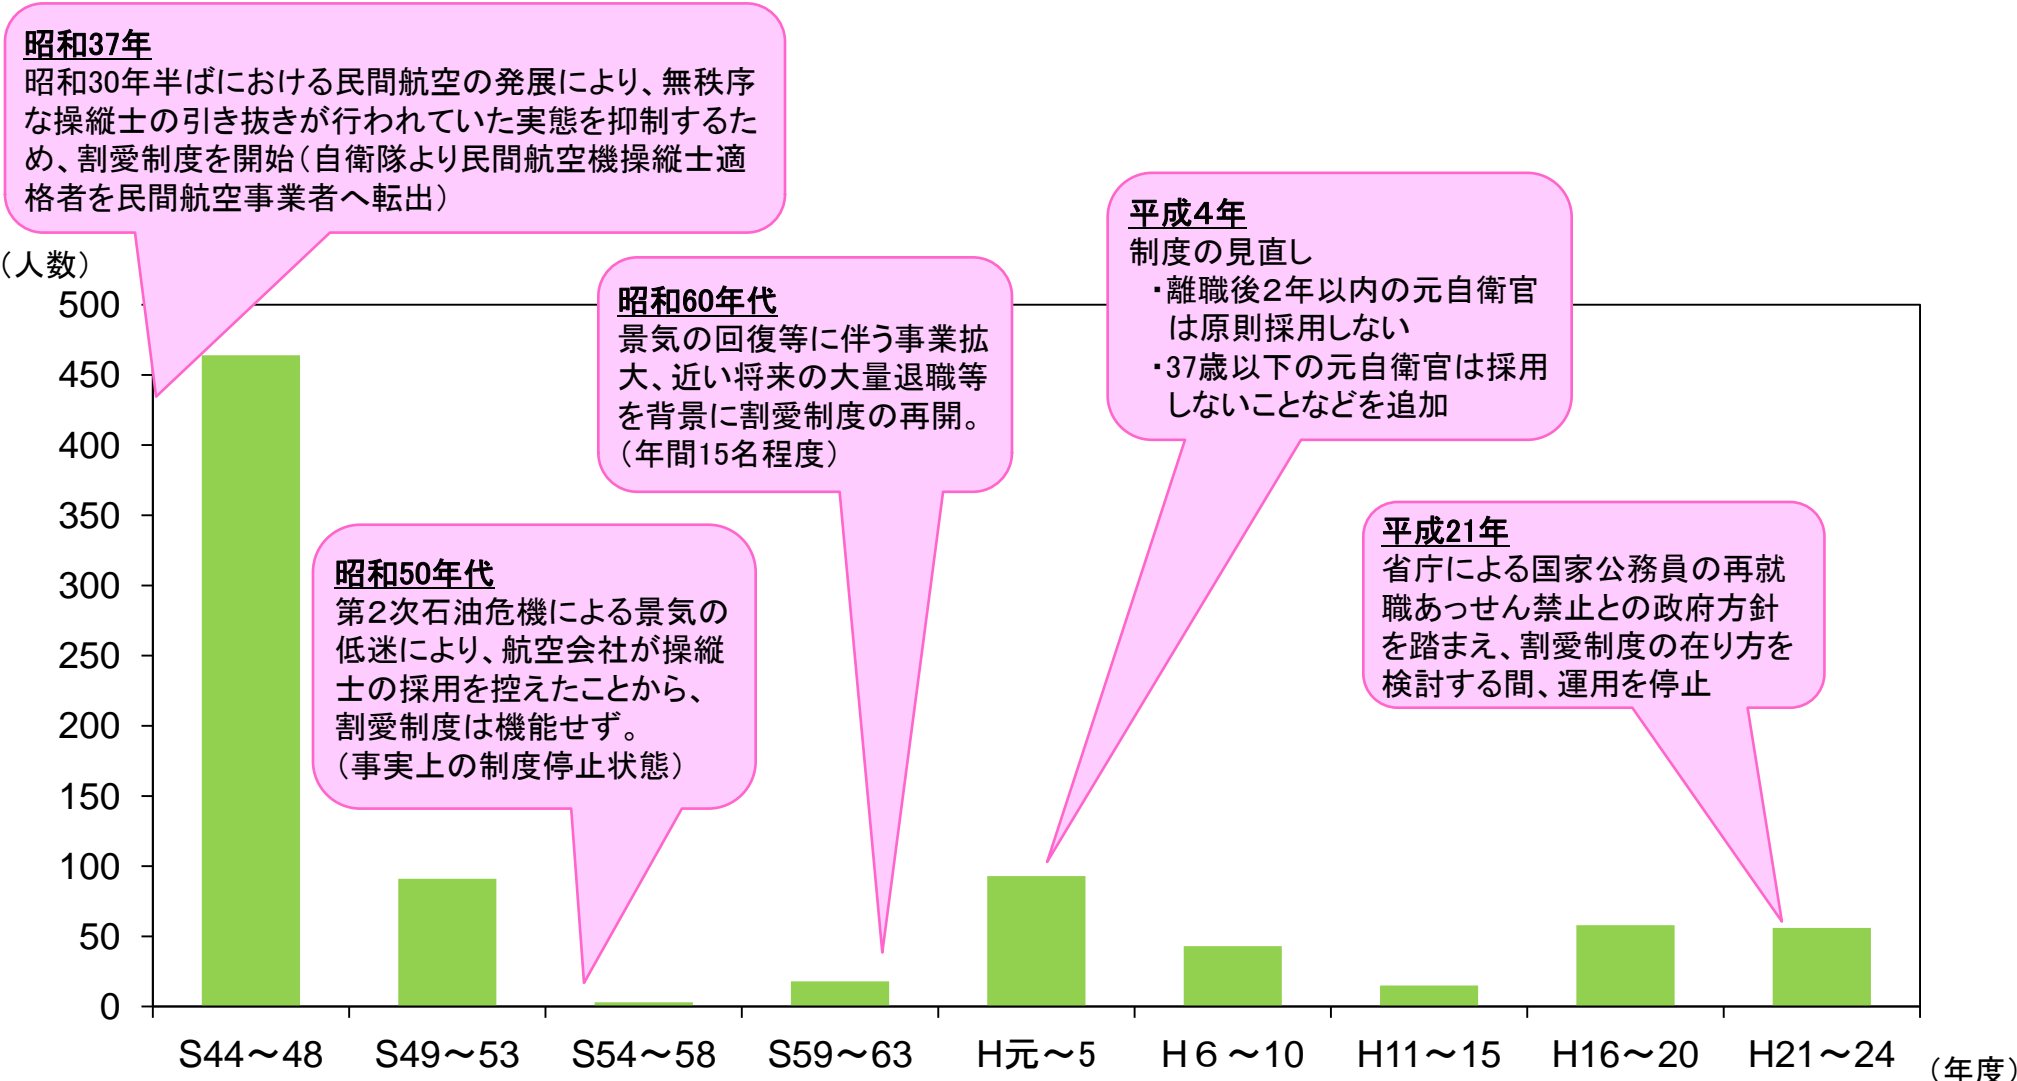 昭和37年
昭和30年半ばにおける民間航空の発展により、無秩序
な操縦士の引き抜きが行われていた実態を抑制するた
め、割愛制度を開始（自衛隊より民間航空機操縦士適
格者を民間航空事業者へ転出）
平成４年
制度の見直し
・離職後２年以内の元自衛官
は原則採用しない
・37歳以下の元自衛官は採用
しないことなどを追加
昭和60年代
景気の回復等に伴う事業拡
大、近い将来の大量退職等
を背景に割愛制度の再開。
（年間15名程度）
昭和50年代
第２次石油危機による景気の
低迷により、航空会社が操縦
士の採用を控えたことから、
割愛制度は機能せず。
（事実上の制度停止状態）
平成21年
省庁による国家公務員の再就
職あっせん禁止との政府方針
を踏まえ、割愛制度の在り方を
検討する間、運用を停止
（人数）
500
450
400
350
300
250
200
150
100
50
0
S44～48 S49～53 S54～58 S59～63 H元～5 H６～10 H11～15 H16～20 H21～24
（年度）